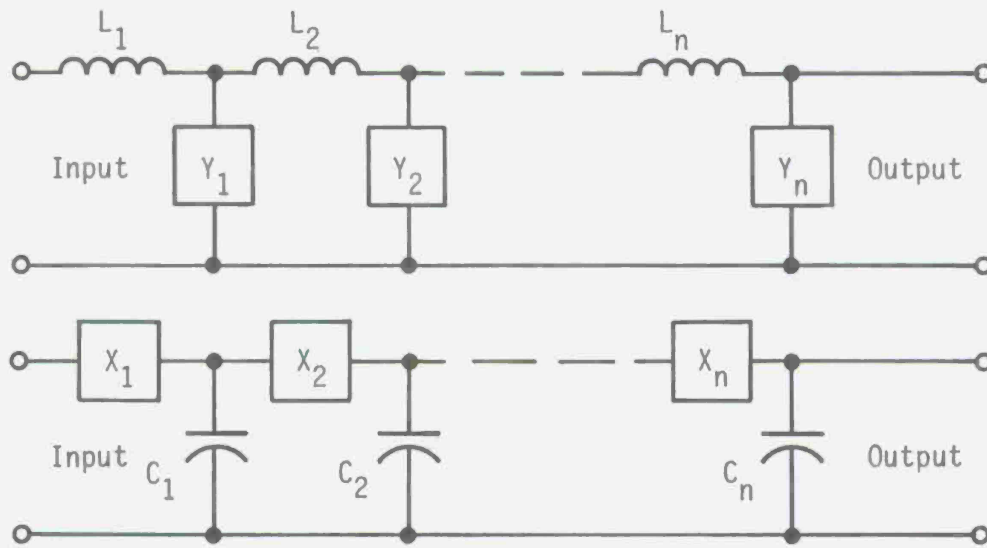 L₁ L₂ Lₙ
Input Y₁ Y₂ Yₙ Output
X₁ X₂ Xₙ
Input C₁ C₂ Cₙ Output